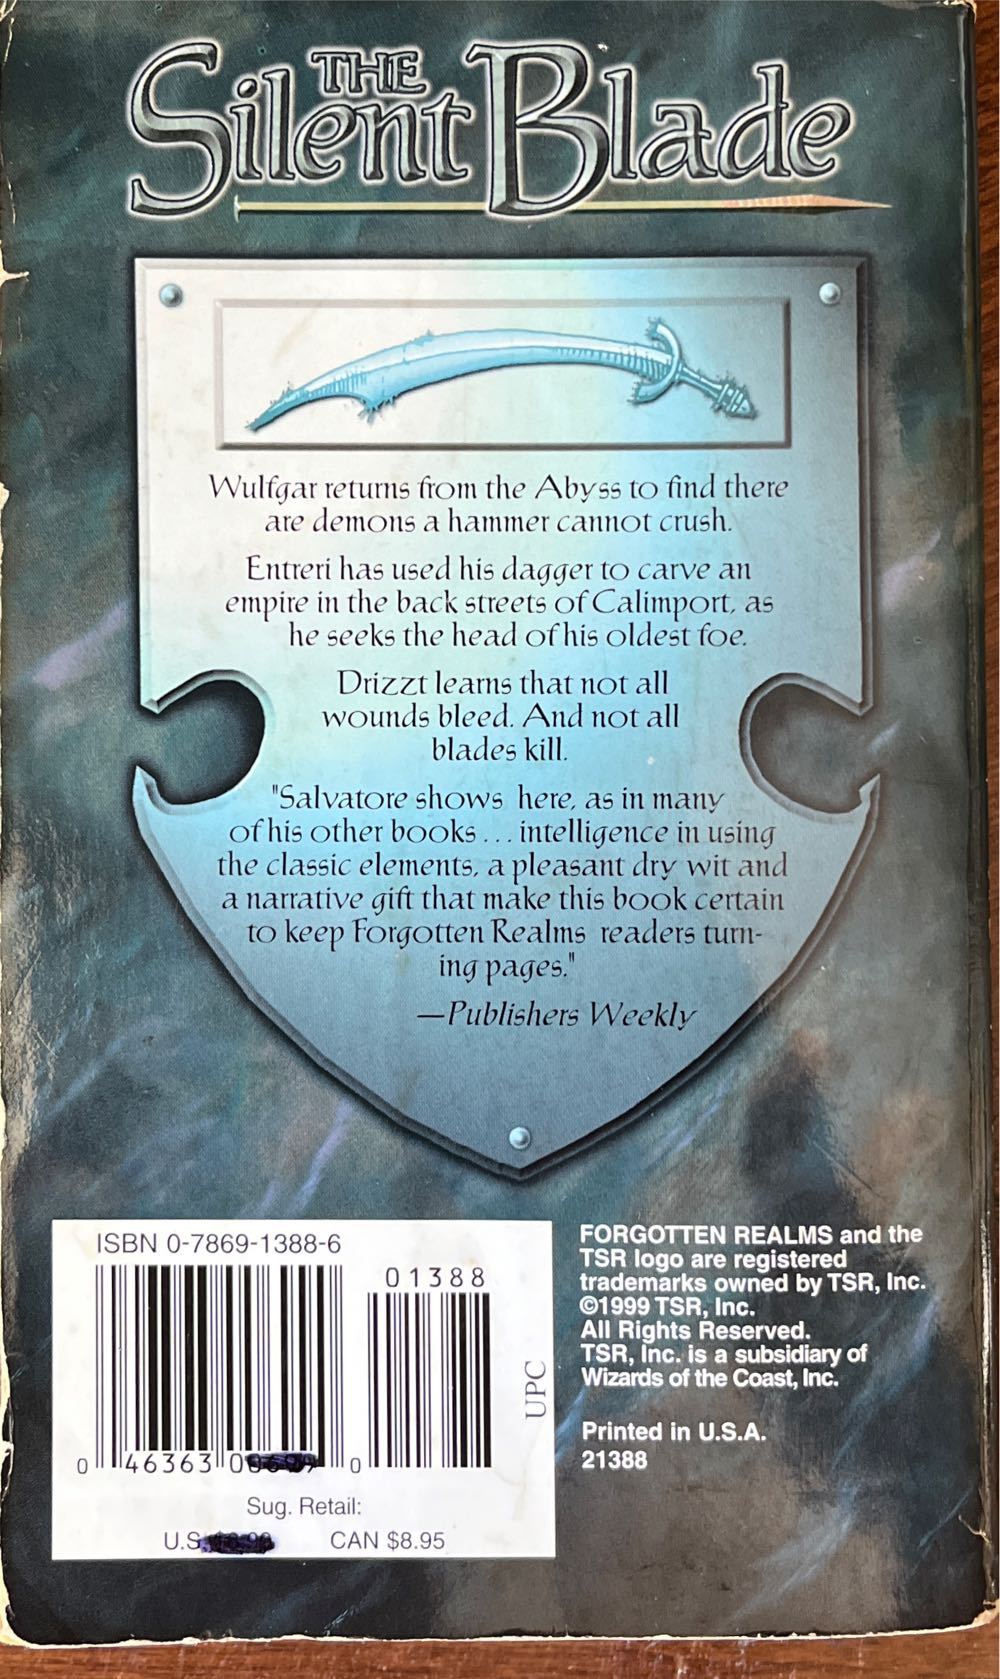 THE
Silent Blade
Wulfgar returns from the Abyss to find there
are demons a hammer cannot crush.
Entreri has used his dagger to carve an
empire in the back streets of Calimport, as
he seeks the head of his oldest foe.
Drizzt learns that not all
wounds bleed. And not all
blades kill.
"Salvatore shows here, as in many
of his other books ... intelligence in using
the classic elements, a pleasant dry wit and
a narrative gift that make this book certain
to keep Forgotten Realms readers turn-
ing pages."
—Publishers Weekly
ISBN 0-7869-1388-6
01388
UPC
0 46363 0
Sug. Retail:
U.S. CAN $8.95
FORGOTTEN REALMS and the
TSR logo are registered
trademarks owned by TSR, Inc.
©1999 TSR, Inc.
All Rights Reserved.
TSR, Inc. is a subsidiary of
Wizards of the Coast, Inc.
Printed in U.S.A.
21388